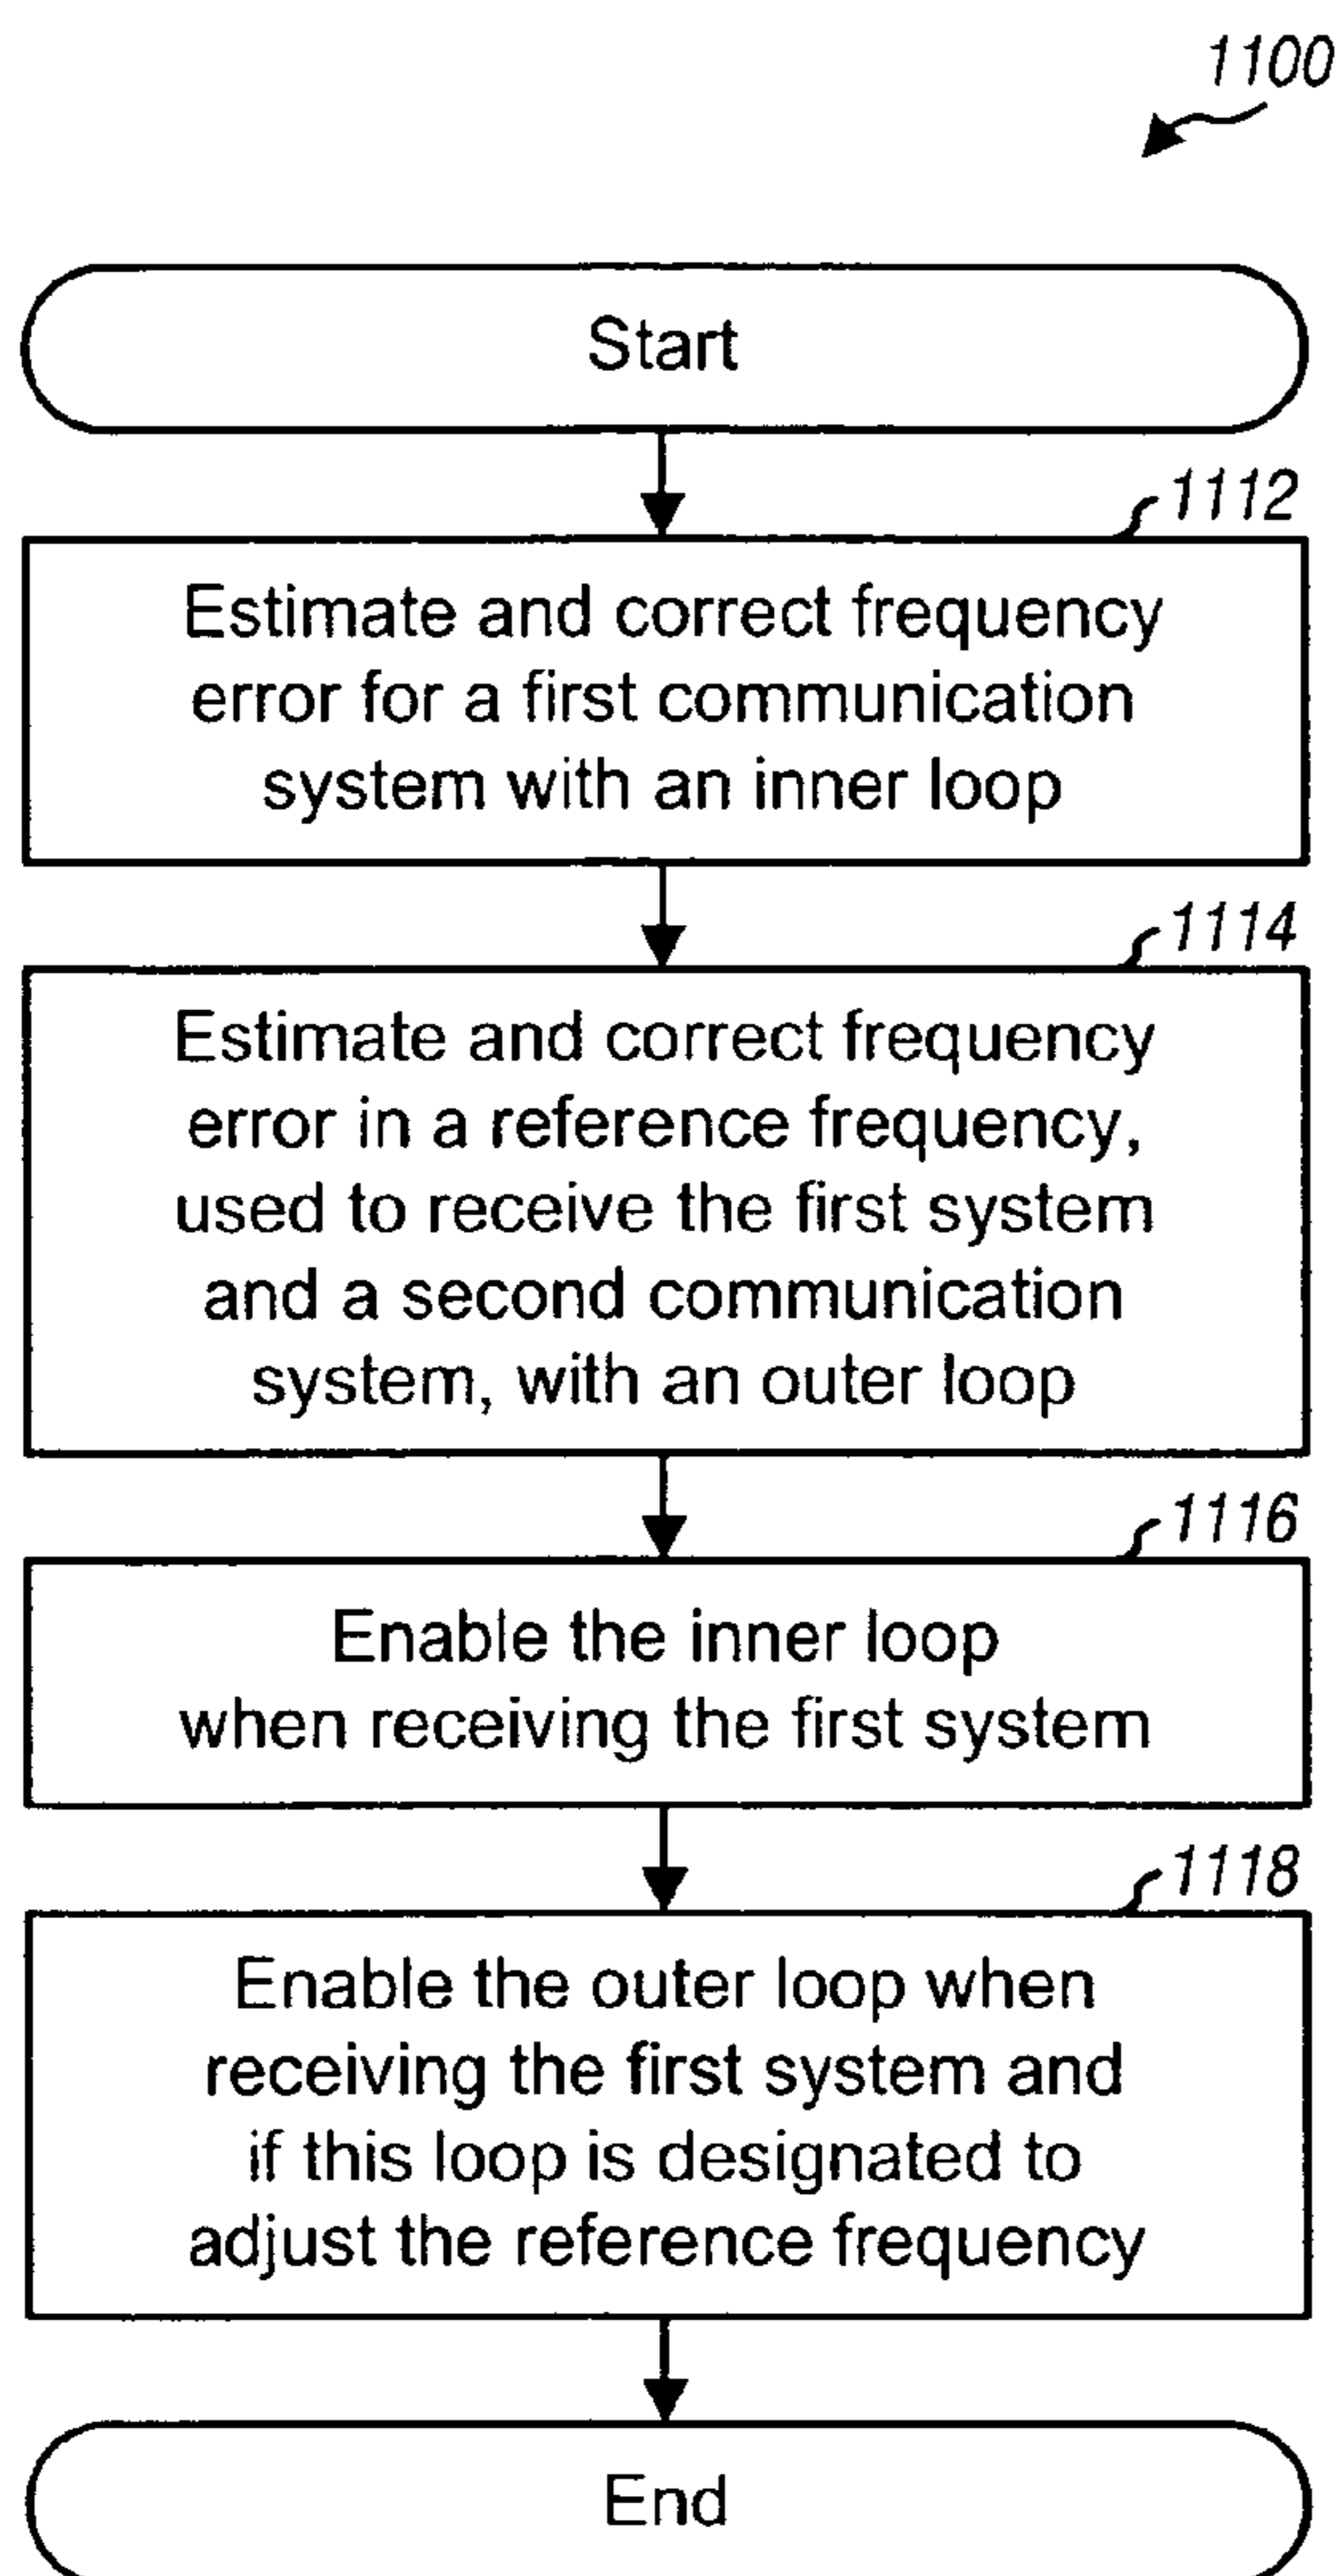 1100
Start
1112
Estimate and correct frequency
error for a first communication
system with an inner loop
1114
Estimate and correct frequency
error in a reference frequency,
used to receive the first system
and a second communication
system, with an outer loop
1116
Enable the inner loop
when receiving the first system
1118
Enable the outer loop when
receiving the first system and
if this loop is designated to
adjust the reference frequency
End